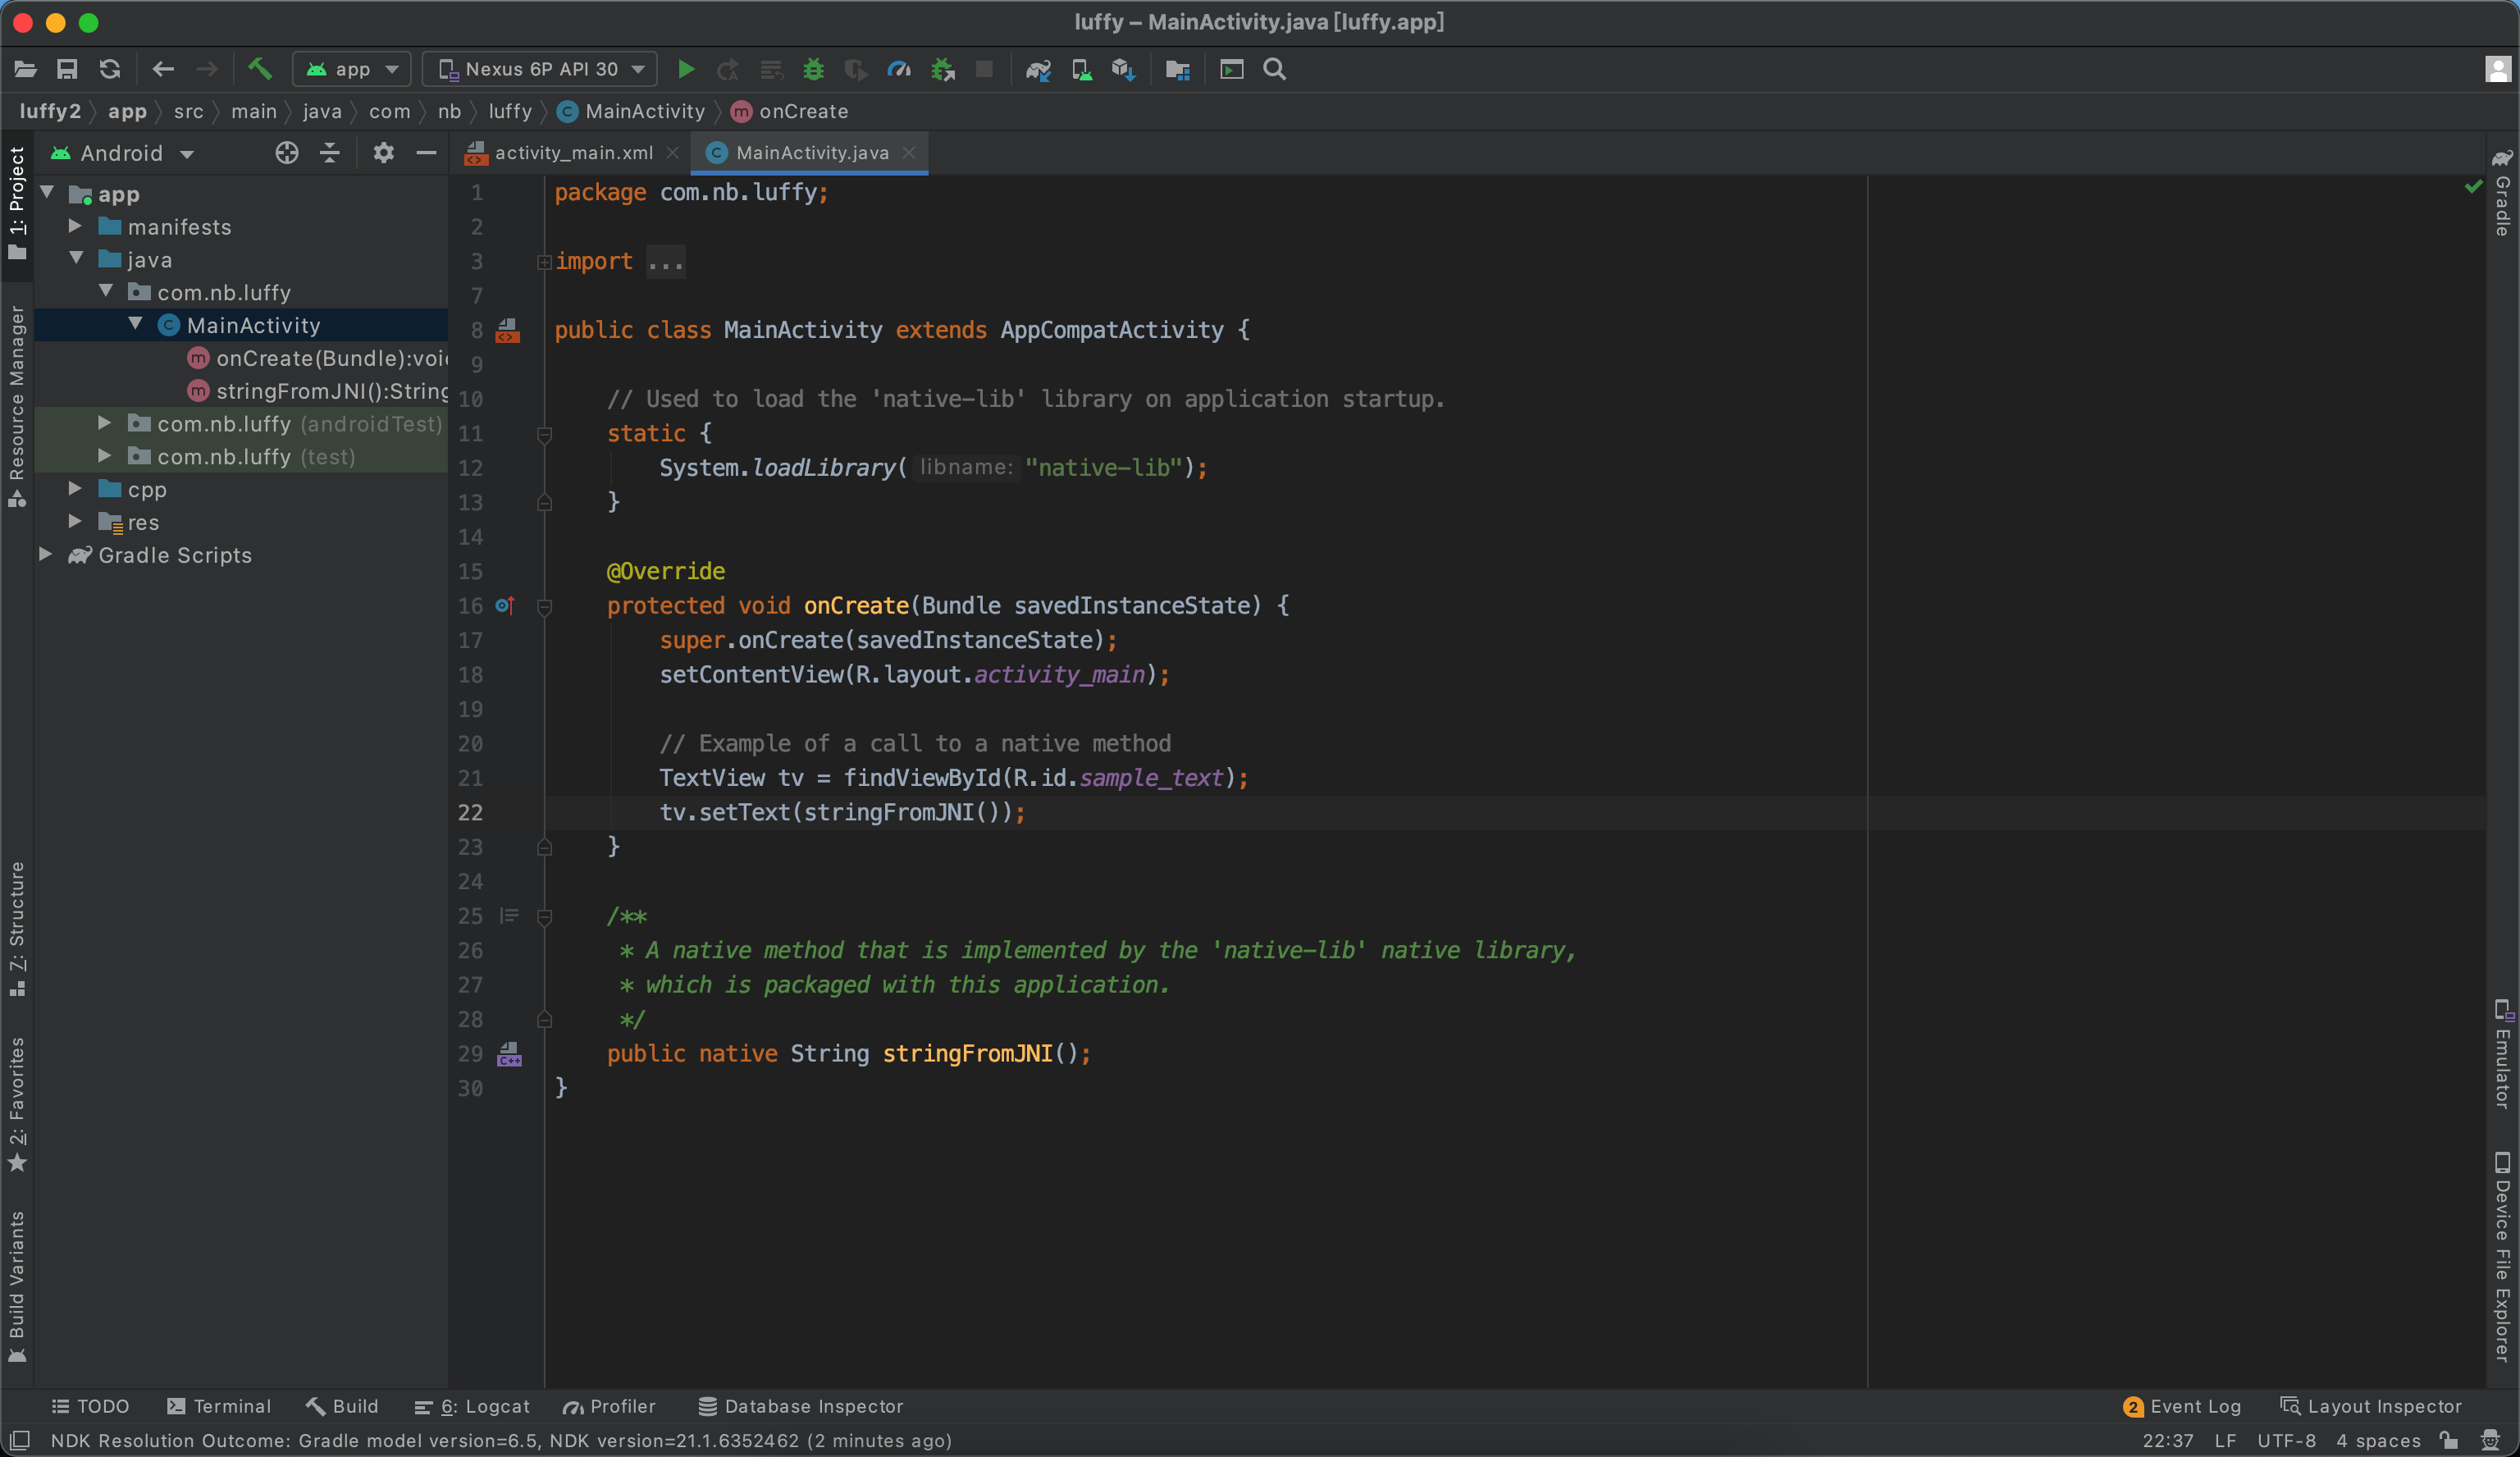 luffy – MainActivity.java [luffy.app]
app
Nexus 6P API 30
luffy2 app src main java com nb luffy MainActivity onCreate
Android
activity_main.xml
MainActivity.java
1: Project
Resource Manager
7: Structure
2: Favorites
Build Variants
app
manifests
java
com.nb.luffy
MainActivity
onCreate(Bundle):void
stringFromJNI():String
com.nb.luffy (androidTest)
com.nb.luffy (test)
cpp
res
Gradle Scripts
1 package com.nb.luffy;
2
3 import ...
7
8 public class MainActivity extends AppCompatActivity {
9
10 // Used to load the 'native-lib' library on application startup.
11 static {
12 System.loadLibrary( libname: "native-lib");
13 }
14
15 @Override
16 protected void onCreate(Bundle savedInstanceState) {
17 super.onCreate(savedInstanceState);
18 setContentView(R.layout.activity_main);
19
20 // Example of a call to a native method
21 TextView tv = findViewById(R.id.sample_text);
22 tv.setText(stringFromJNI());
23 }
24
25 /**
26 * A native method that is implemented by the 'native-lib' native library,
27 * which is packaged with this application.
28 */
29 public native String stringFromJNI();
30 }
C++
Gradle
Emulator
Device File Explorer
TODO
Terminal
Build
6: Logcat
Profiler
Database Inspector
2 Event Log
Layout Inspector
NDK Resolution Outcome: Gradle model version=6.5, NDK version=21.1.6352462 (2 minutes ago)
22:37 LF UTF-8 4 spaces